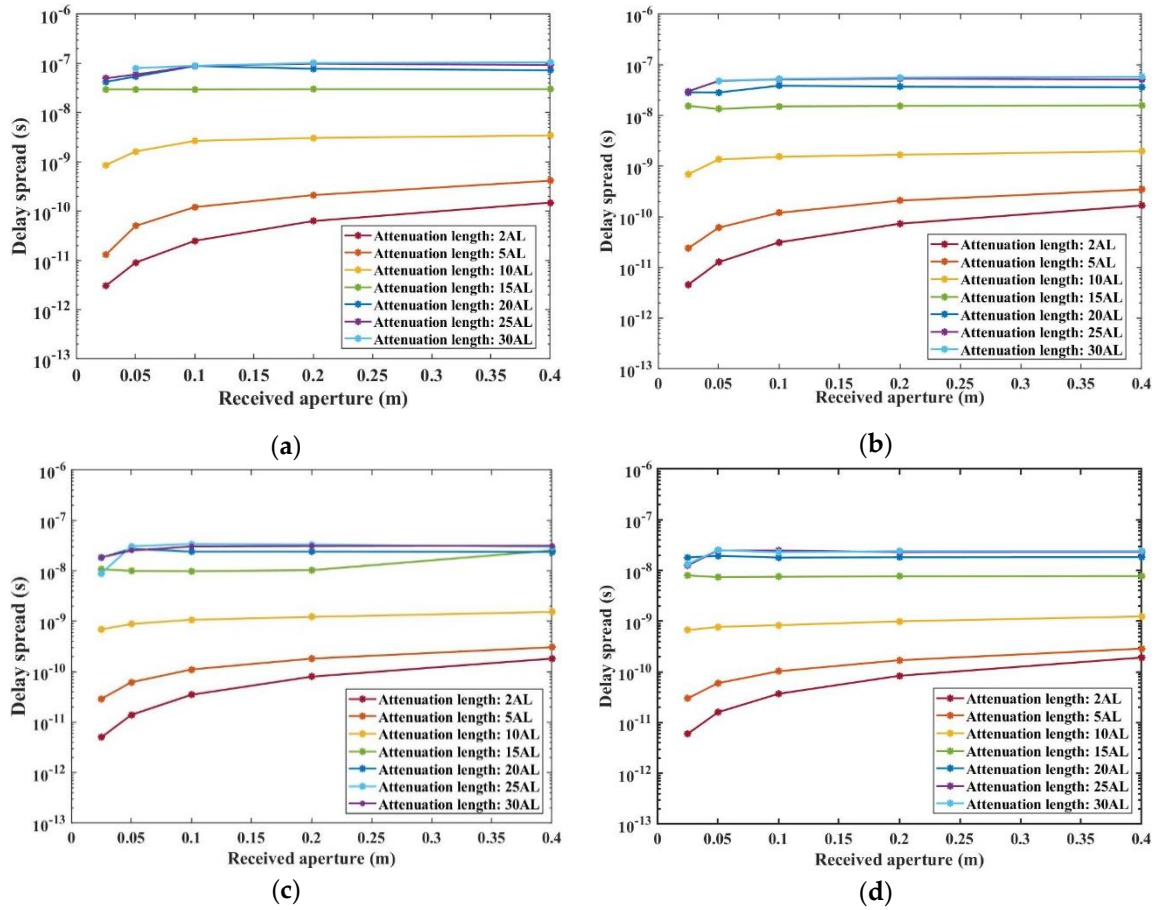 10-6
10-7
10-8
10-9
10-10
10-11
10-12
10-13
Delay spread (s)
Attenuation length: 2AL
Attenuation length: 5AL
Attenuation length: 10AL
Attenuation length: 15AL
Attenuation length: 20AL
Attenuation length: 25AL
Attenuation length: 30AL
0 0.05 0.1 0.15 0.2 0.25 0.3 0.35 0.4
Received aperture (m)
(a)
10-6
10-7
10-8
10-9
10-10
10-11
10-12
10-13
Delay spread (s)
Attenuation length: 2AL
Attenuation length: 5AL
Attenuation length: 10AL
Attenuation length: 15AL
Attenuation length: 20AL
Attenuation length: 25AL
Attenuation length: 30AL
0 0.05 0.1 0.15 0.2 0.25 0.3 0.35 0.4
Received aperture (m)
(b)
10-6
10-7
10-8
10-9
10-10
10-11
10-12
10-13
Delay spread (s)
Attenuation length: 2AL
Attenuation length: 5AL
Attenuation length: 10AL
Attenuation length: 15AL
Attenuation length: 20AL
Attenuation length: 25AL
Attenuation length: 30AL
0 0.05 0.1 0.15 0.2 0.25 0.3 0.35 0.4
Received aperture (m)
(c)
10-6
10-7
10-8
10-9
10-10
10-11
10-12
10-13
Delay spread (s)
Attenuation length: 2AL
Attenuation length: 5AL
Attenuation length: 10AL
Attenuation length: 15AL
Attenuation length: 20AL
Attenuation length: 25AL
Attenuation length: 30AL
0 0.05 0.1 0.15 0.2 0.25 0.3 0.35 0.4
Received aperture (m)
(d)